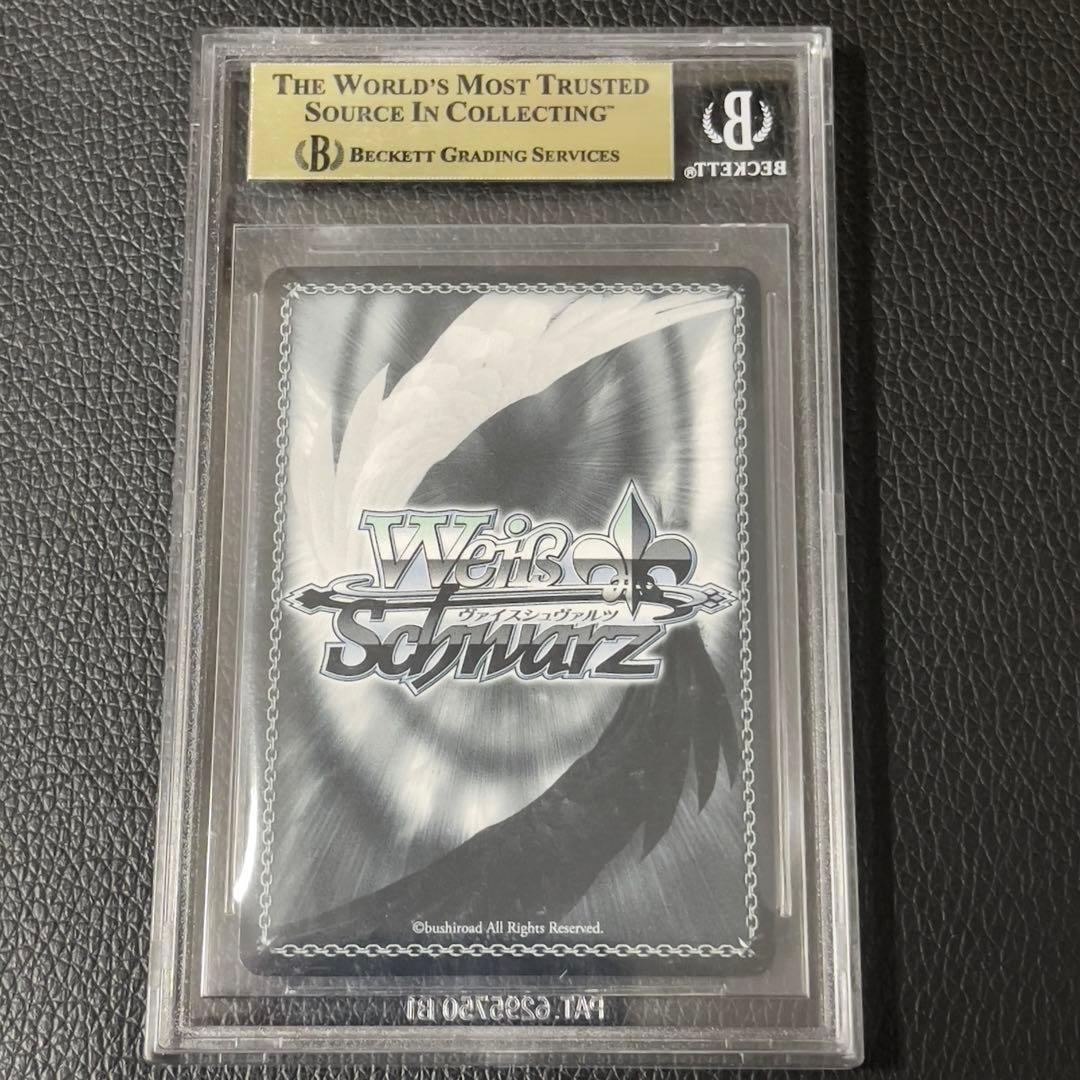 THE WORLD'S MOST TRUSTED
SOURCE IN COLLECTING™
B BECKETT GRADING SERVICES
B
BECKETT®
Weiß
ヴァイスシュヴァルツ
Schwarz
©bushiroad All Rights Reserved.
PAT. 6295750 B1